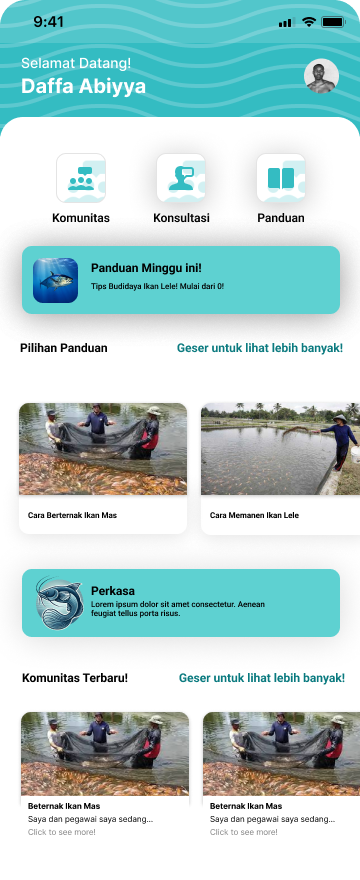 9:41
Selamat Datang!
Daffa Abiyya
Komunitas
Konsultasi
Panduan
Panduan Minggu ini!
Tips Budidaya Ikan Lele! Mulai dari 0!
Pilihan Panduan
Geser untuk lihat lebih banyak!
Cara Berternak Ikan Mas
Cara Memanen Ikan Lele
Perkasa
Lorem ipsum dolor sit amet consectetur. Aenean
feugiat tellus porta risus.
Komunitas Terbaru!
Geser untuk lihat lebih banyak!
Beternak Ikan Mas
Saya dan pegawai saya sedang...
Click to see more!
Beternak Ikan Mas
Saya dan pegawai saya sedang...
Click to see more!